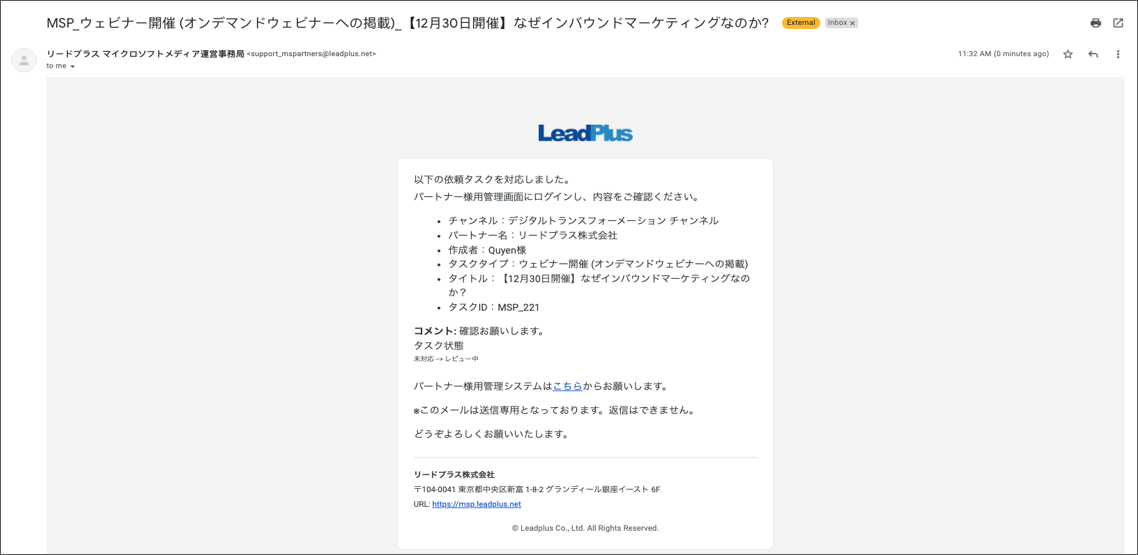 MSP_ウェビナー開催 (オンデマンドウェビナーへの掲載)_【12月30日開催】なぜインバウンドマーケティングなのか? External Inbox ×
リードプラス マイクロソフトメディア運営事務局 <support_mspartners@leadplus.net> 11:32 AM (0 minutes ago)
to me
LeadPlus
以下の依頼タスクを対応しました。
パートナー様用管理画面にログインし、内容をご確認ください。
• チャンネル：デジタルトランスフォーメーション チャンネル
• パートナー名：リードプラス株式会社
• 作成者：Quyen様
• タスクタイプ：ウェビナー開催 (オンデマンドウェビナーへの掲載)
• タイトル：【12月30日開催】なぜインバウンドマーケティングなの
か？
• タスクID：MSP_221
コメント: 確認お願いします。
タスク状態
未対応 --> レビュー中
パートナー様用管理システムはこちらからお願いします。
※このメールは送信専用となっております。返信はできません。
どうぞよろしくお願いいたします。
リードプラス株式会社
〒104-0041 東京都中央区新富 1-8-2 グランディール銀座イースト 6F
URL: https://msp.leadplus.net
© Leadplus Co., Ltd. All Rights Reserved.